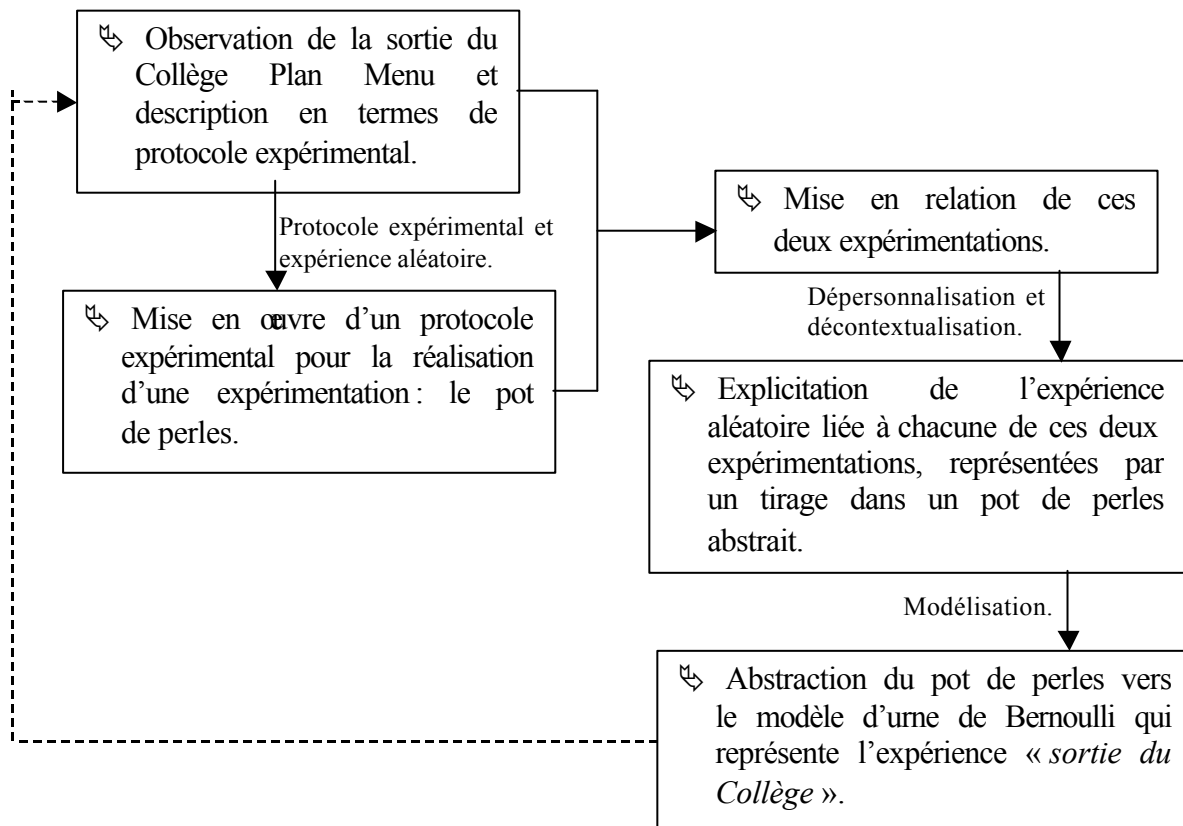 Observation de la sortie du
Collège Plan Menu et
description en termes de
protocole expérimental.
Protocole expérimental et
expérience aléatoire.
Mise en œuvre d'un protocole
expérimental pour la réalisation
d'une expérimentation : le pot
de perles.
Mise en relation de ces
deux expérimentations.
Dépersonnalisation et
décontextualisation.
Explicitation de l'expérience
aléatoire liée à chacune de ces deux
expérimentations, représentées par
un tirage dans un pot de perles
abstrait.
Modélisation.
Abstraction du pot de perles vers
le modèle d'urne de Bernoulli qui
représente l'expérience « sortie du
Collège ».